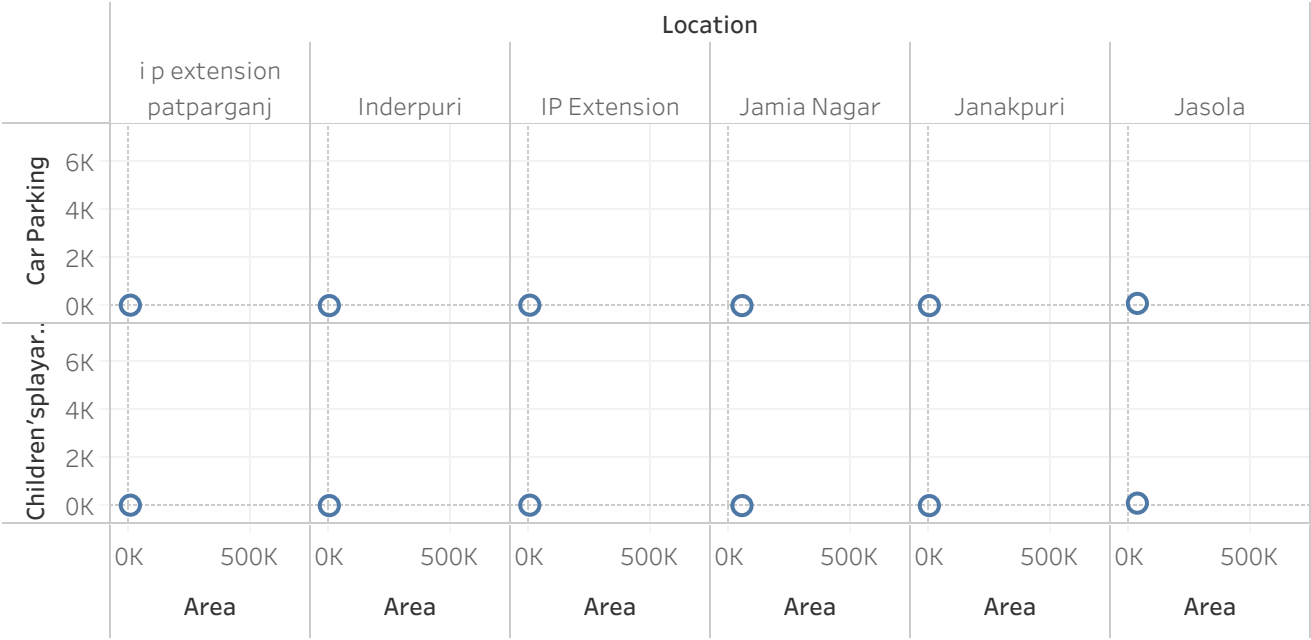 Location
i p extension
patparganj
Inderpuri
IP Extension
Jamia Nagar
Janakpuri
Jasola
Car Parking
6K
4K
2K
0K
Children'splayar..
6K
4K
2K
0K
0K 500K 0K 500K 0K 500K 0K 500K 0K 500K 0K 500K
Area Area Area Area Area Area